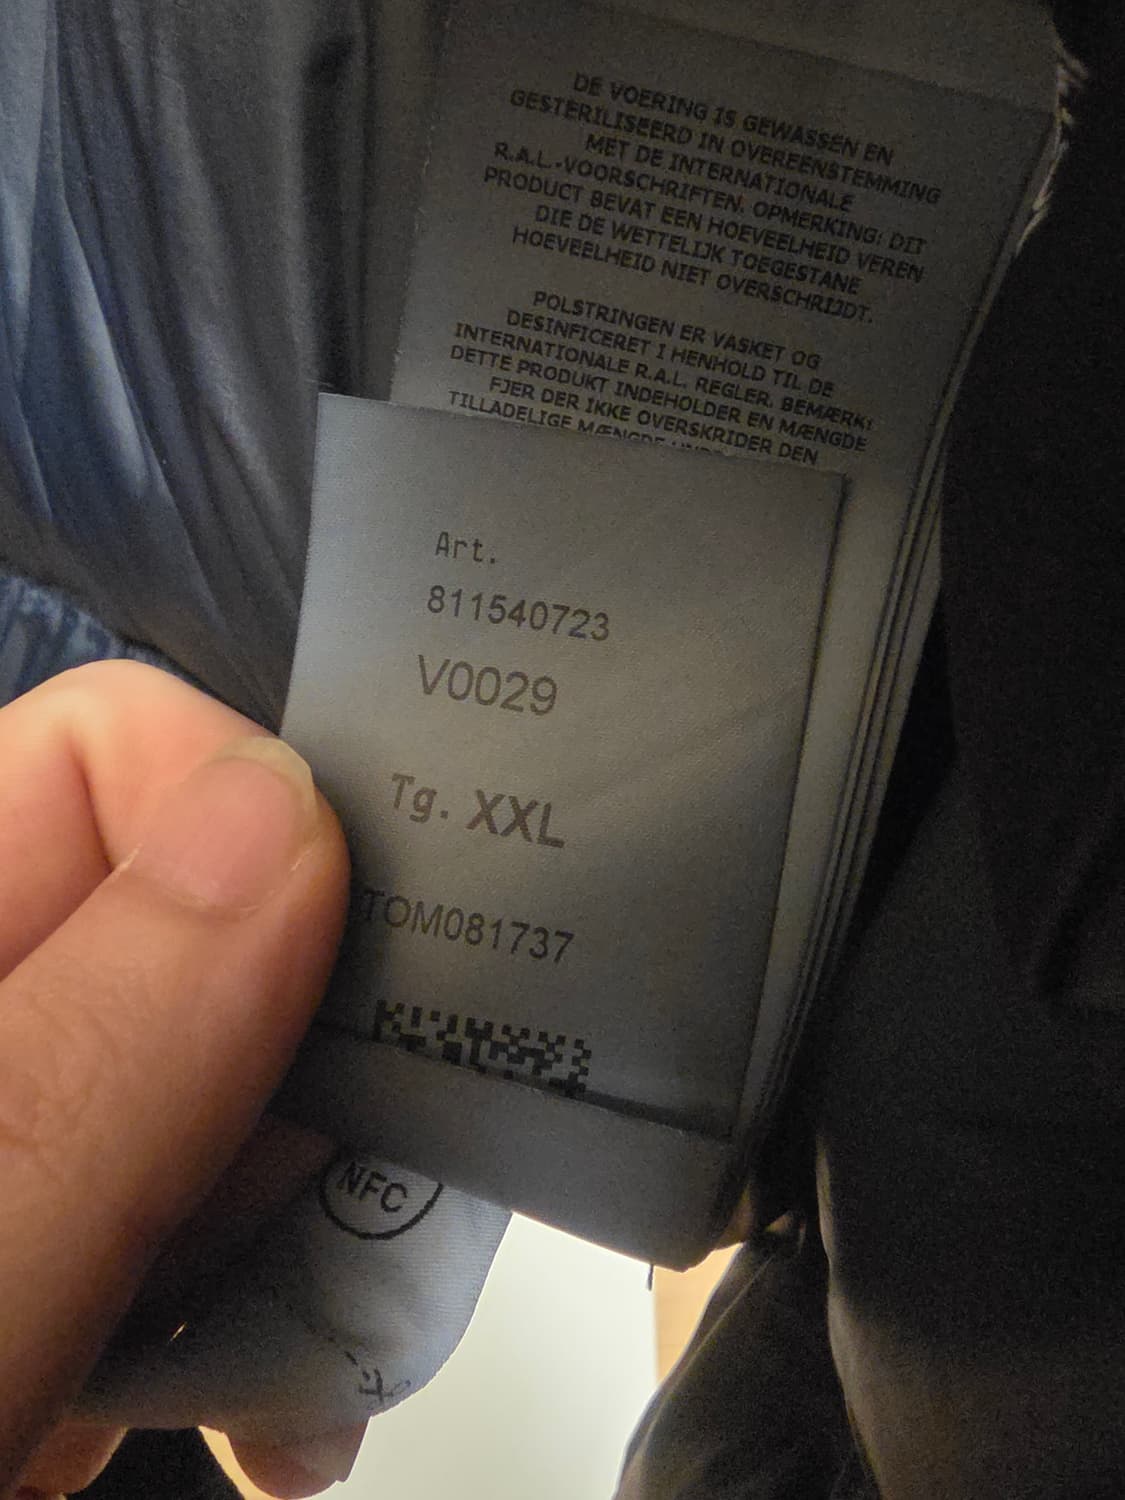 DE VOERING IS GEWASSEN EN
GESTERILISEERD IN OVEREENSTEMMING
MET DE INTERNATIONALE
R.A.L.-VOORSCHRIFTEN. OPMERKING: DIT
PRODUCT BEVAT EEN HOEVEELHEID VEREN
DIE DE WETTELIJK TOEGESTANE
HOEVEELHEID NIET OVERSCHRIJDT.
POLSTRINGEN ER VASKET OG
DESINFICERET I HENHOLD TIL DE
INTERNATIONALE R.A.L. REGLER. BEMÆRK:
DETTE PRODUKT INDEHOLDER EN MÆNGDE
FJER DER IKKE OVERSKRIDER DEN
TILLADELIGE MÆNGDE
Art.
811540723
V0029
Tg. XXL
TOM081737
NFC